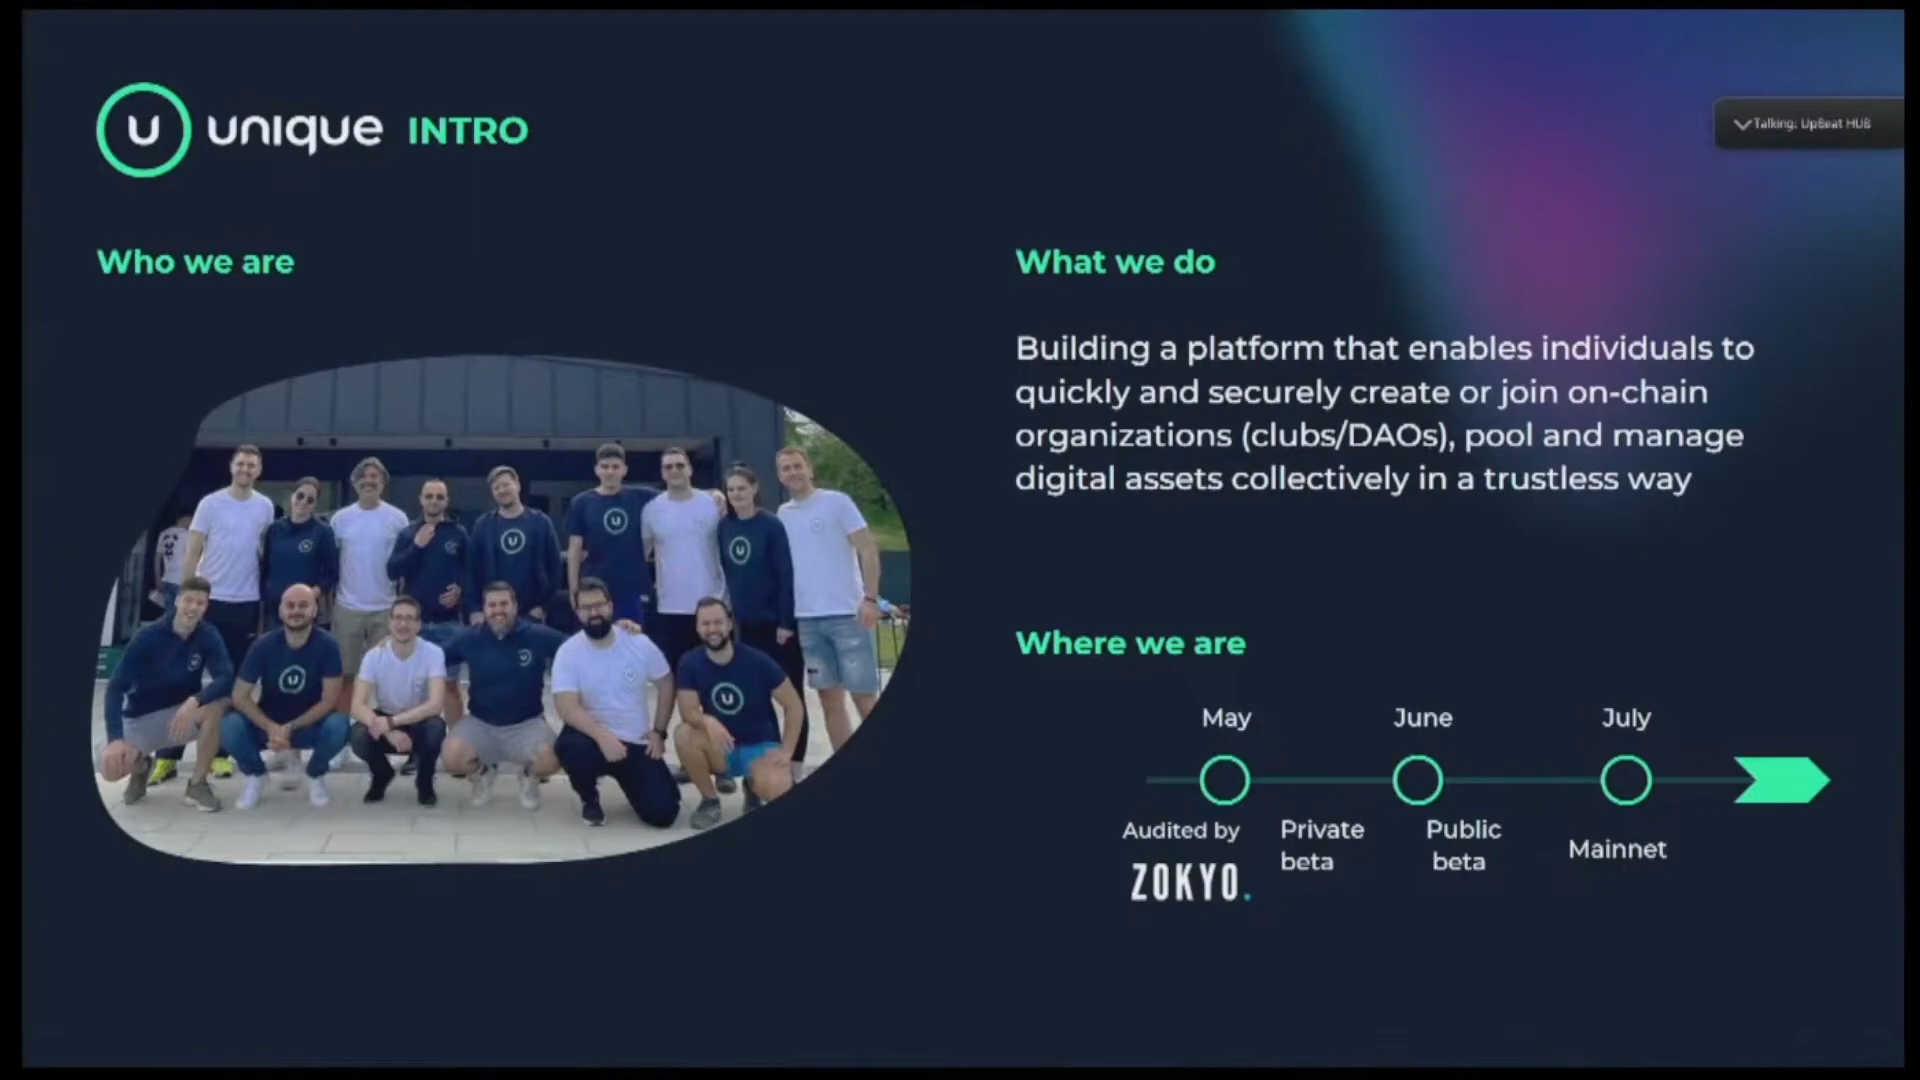 U unique INTRO
Talking: UpBeat HUB
Who we are
What we do
Building a platform that enables individuals to
quickly and securely create or join on-chain
organizations (clubs/DAOs), pool and manage
digital assets collectively in a trustless way
Where we are
May June July
Audited by
ZOKYO.
Private
beta
Public
beta
Mainnet